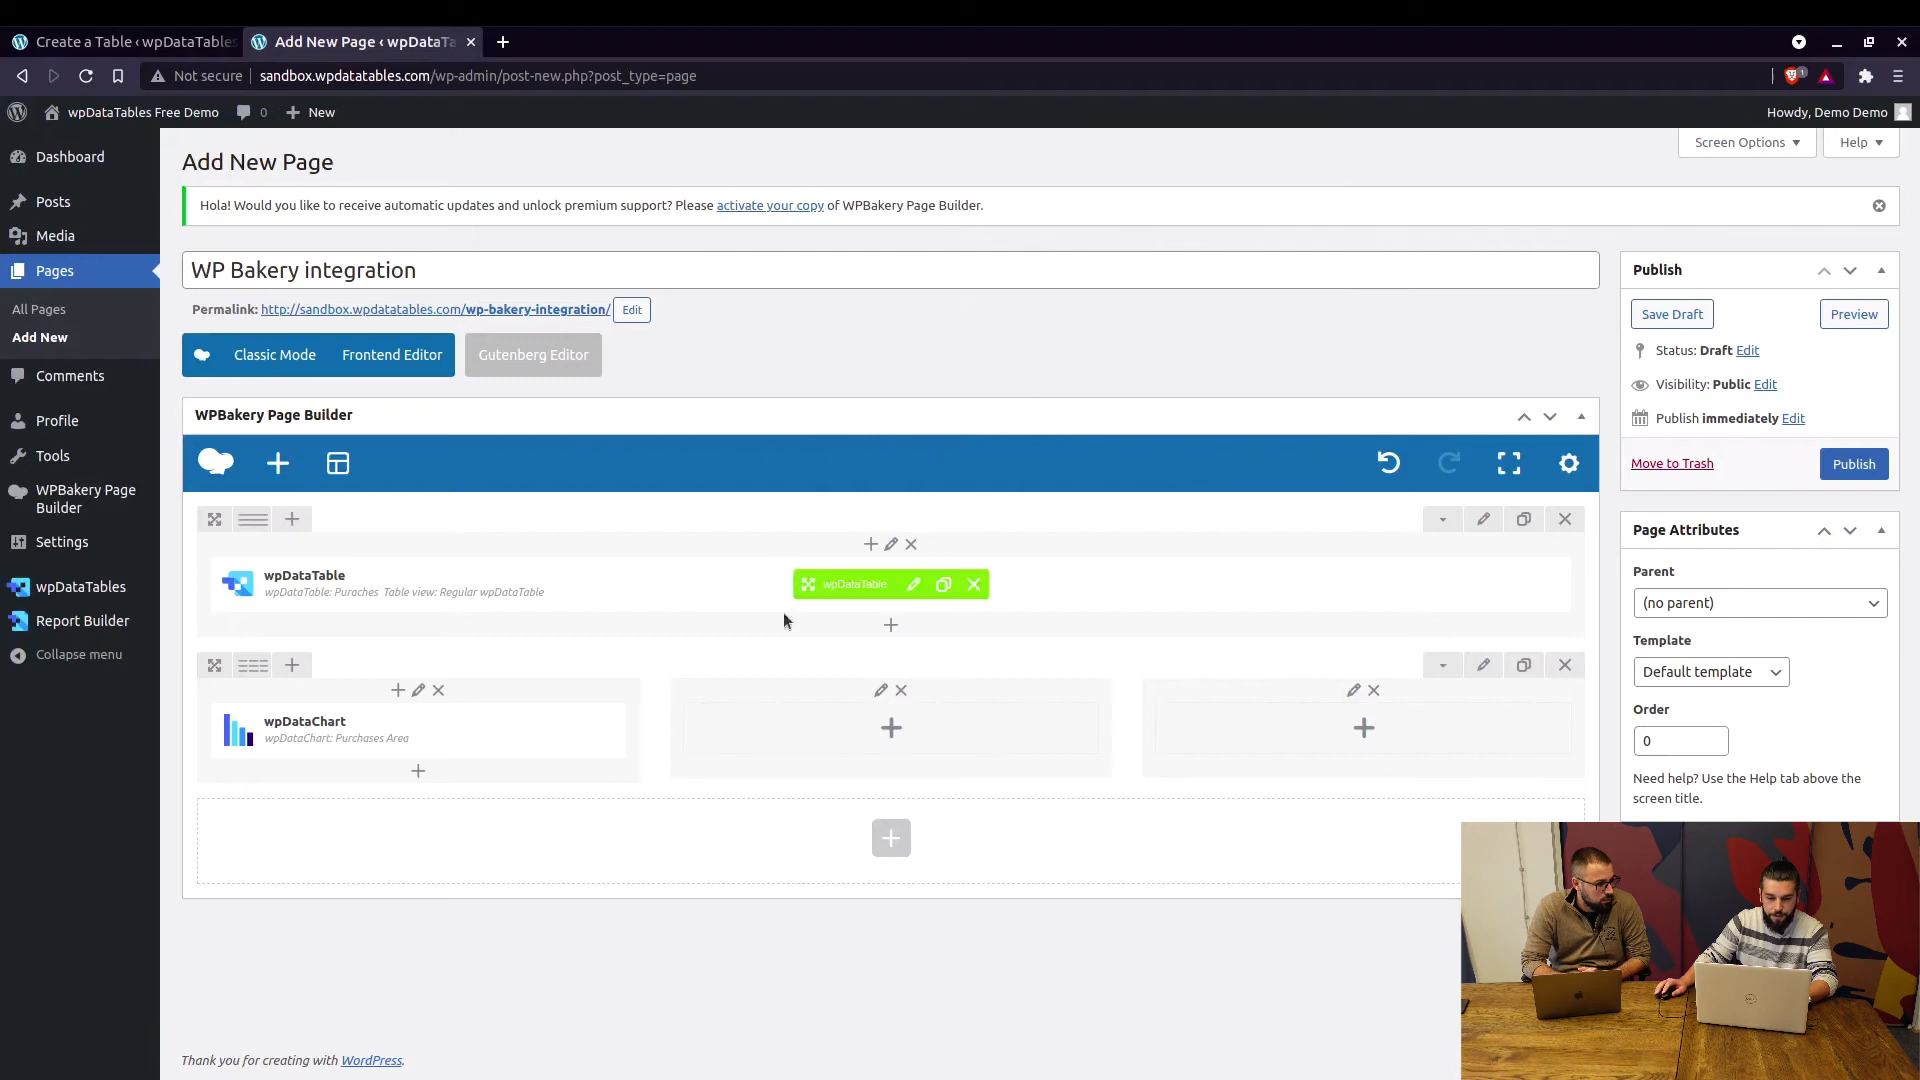 Create a Table ‹ wpDataTables
Add New Page ‹ wpDataTa
Not secure
sandbox.wpdatatables.com/wp-admin/post-new.php?post_type=page
1
wpDataTables Free Demo
0
New
Howdy, Demo Demo
Dashboard
Posts
Media
Pages
All Pages
Add New
Comments
Profile
Tools
WPBakery Page
Builder
Settings
wpDataTables
Report Builder
Collapse menu
Screen Options
Help
Add New Page
Hola! Would you like to receive automatic updates and unlock premium support? Please activate your copy of WPBakery Page Builder.
WP Bakery integration
Permalink: http://sandbox.wpdatatables.com/wp-bakery-integration/
Edit
Classic Mode
Frontend Editor
Gutenberg Editor
WPBakery Page Builder
wpDataTable
wpDataTable: Puraches Table view: Regular wpDataTable
wpDataTable
wpDataChart
wpDataChart: Purchases Area
Publish
Save Draft
Preview
Status: Draft Edit
Visibility: Public Edit
Publish immediately Edit
Move to Trash
Publish
Page Attributes
Parent
(no parent)
Template
Default template
Order
0
Need help? Use the Help tab above the
screen title.
Thank you for creating with WordPress.